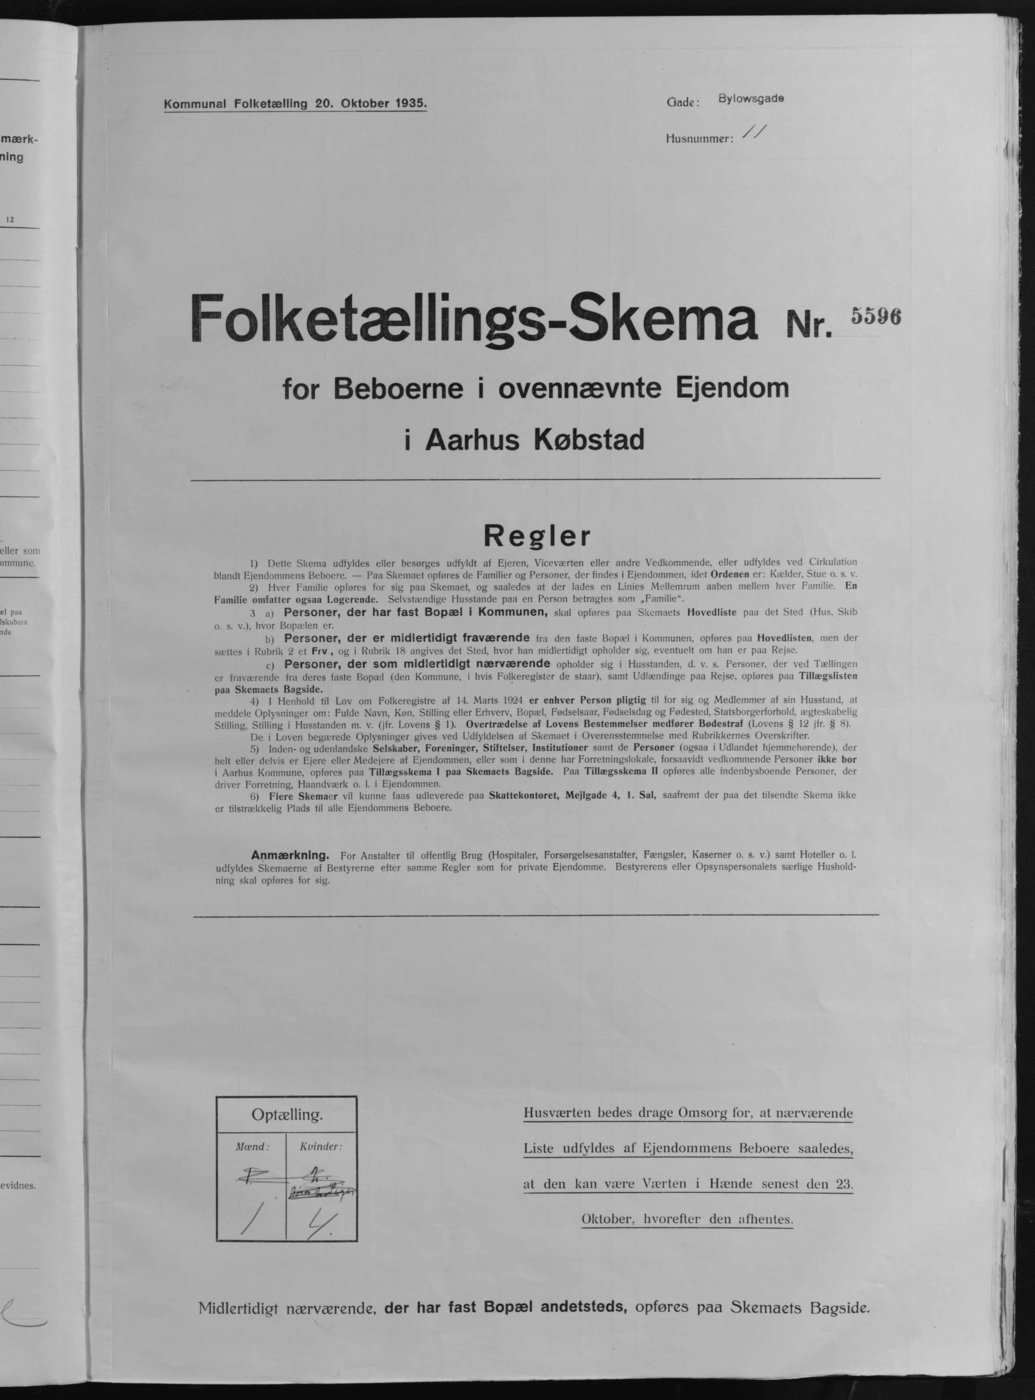 Kommunal Folketælling 20. Oktober 1935.
Gade: Bylowsgade
Husnummer: 11
Folketællings-Skema Nr. 5596
for Beboerne i ovennævnte Ejendom
i Aarhus Købstad
Regler
1) Dette Skema udfyldes eller besørges udfyldt af Ejeren, Viceværten eller andre Vedkommende, eller udfyldes ved Cirkulation
blandt Ejendommens Beboere. — Paa Skemaet opføres de Familier og Personer, der findes i Ejendommen, idet Ordenen er: Kælder, Stue o. s. v.
2) Hver Familie opføres for sig paa Skemaet, og saaledes at der lades en Linies Mellemrum aaben mellem hver Familie. En
Familie omfatter ogsaa Logerende. Selvstændige Husstande paa en Person betragtes som „Familie“.
3 a) Personer, der har fast Bopæl i Kommunen, skal opføres paa Skemaets Hovedliste paa det Sted (Hus, Skib
o. s. v.), hvor Bopælen er.
b) Personer, der er midlertidigt fraværende fra den faste Bopæl i Kommunen, opføres paa Hovedlisten, men der
sættes i Rubrik 2 et Frv., og i Rubrik 18 angives det Sted, hvor han midlertidigt opholder sig, eventuelt om han er paa Rejse.
c) Personer, der som midlertidigt nærværende opholder sig i Husstanden, d. v. s. Personer, der ved Tællingen
er fraværende fra deres faste Bopæl (den Kommune, i hvis Folkeregister de staar), samt Udlændinge paa Rejse, opføres paa Tillægslisten
paa Skemaets Bagside.
4) I Henhold til Lov om Folkeregistre af 14. Marts 1924 er enhver Person pligtig til for sig og Medlemmer af sin Husstand, at
meddele Oplysninger om: Fulde Navn, Køn, Stilling eller Erhverv, Bopæl, Fødselsaar, Fødselsdag og Fødested, Statsborgerforhold, ægteskabelig
Stilling, Stilling i Husstanden m. v. (jfr. Lovens § 1). Overtrædelse af Lovens Bestemmelser medfører Bødestraf (Lovens § 12 jfr. § 8).
De i Loven begærede Oplysninger gives ved Udfyldelsen af Skemaet i Overensstemmelse med Rubrikkernes Overskrifter.
5) Inden- og udenlandske Selskaber, Foreninger, Stiftelser, Institutioner samt de Personer (ogsaa i Udlandet hjemmehørende), der
helt eller delvis er Ejere eller Medejere af Ejendommen, eller som i denne har Forretningslokale, forsaavidt vedkommende Personer ikke bor
i Aarhus Kommune, opføres paa Tillægsskema I paa Skemaets Bagside. Paa Tillægsskema II opføres alle indenbysboende Personer, der
driver Forretning, Haandværk o. l. i Ejendommen.
6) Flere Skemaer vil kunne faas udleverede paa Skattekontoret, Mejlgade 4, 1. Sal, saafremt der paa det tilsendte Skema ikke
er tilstrækkelig Plads til alle Ejendommens Beboere.
Anmærkning. For Anstalter til offentlig Brug (Hospitaler, Forsørgelsesanstalter, Fængsler, Kaserner o. s. v.) samt Hoteller o. l.
udfyldes Skemaerne af Bestyrerne efter samme Regler som for private Ejendomme. Bestyrerens eller Opsynspersonalets særlige Hushold-
ning skal opføres for sig.
Optælling.
Mænd: Kvinder:
1 4.
Husværten bedes drage Omsorg for, at nærværende
Liste udfyldes af Ejendommens Beboere saaledes,
at den kan være Værten i Hænde senest den 23.
Oktober, hvorefter den afhentes.
Midlertidigt nærværende, der har fast Bopæl andetsteds, opføres paa Skemaets Bagside.
mærk-
ning
12
eller som
ommune.
el paa
lskabers
nde
evidnes.